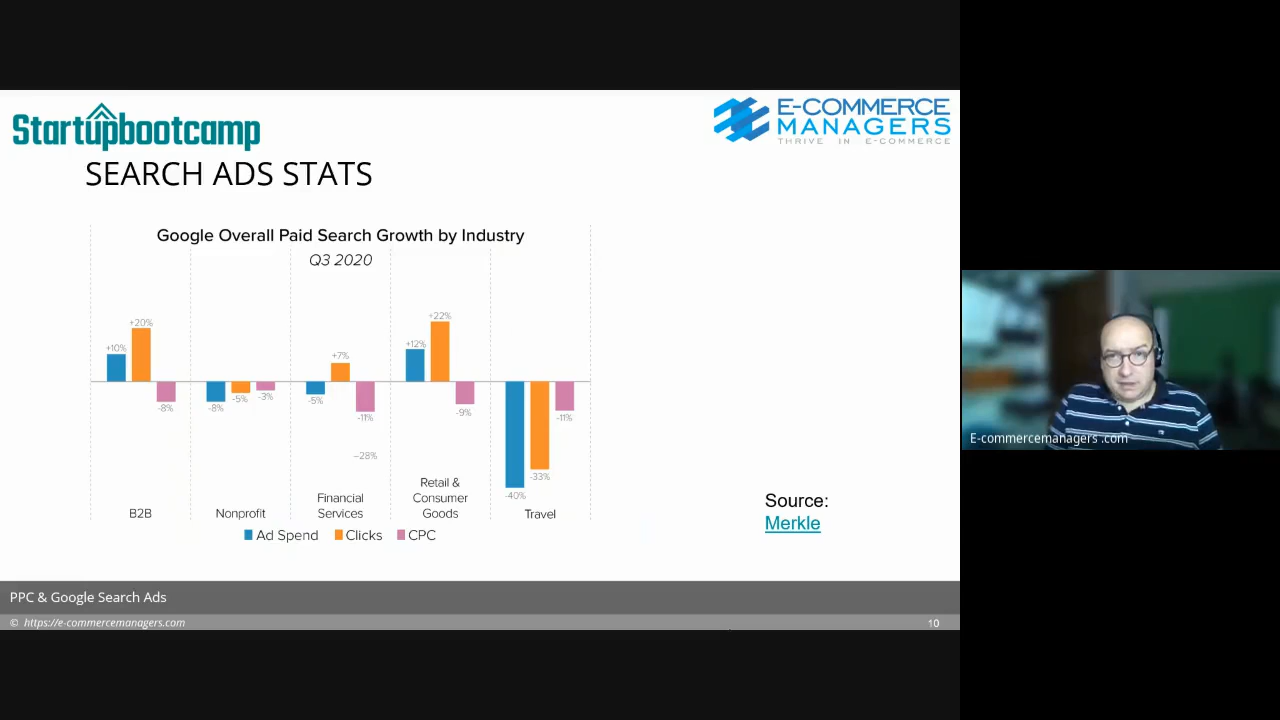 Startupbootcamp
E-COMMERCE
MANAGERS
THRIVE IN E-COMMERCE
SEARCH ADS STATS
Google Overall Paid Search Growth by Industry
Q3 2020
+10%
+20%
-8%
-8%
-5%
-3%
-5%
+7%
-11%
–28%
+12%
+22%
-9%
-40%
-33%
-11%
B2B
Nonprofit
Financial
Services
Retail &
Consumer
Goods
Travel
Ad Spend Clicks CPC
Source:
Merkle
E-commercemanagers .com
PPC & Google Search Ads
© https://e-commercemanagers.com
10